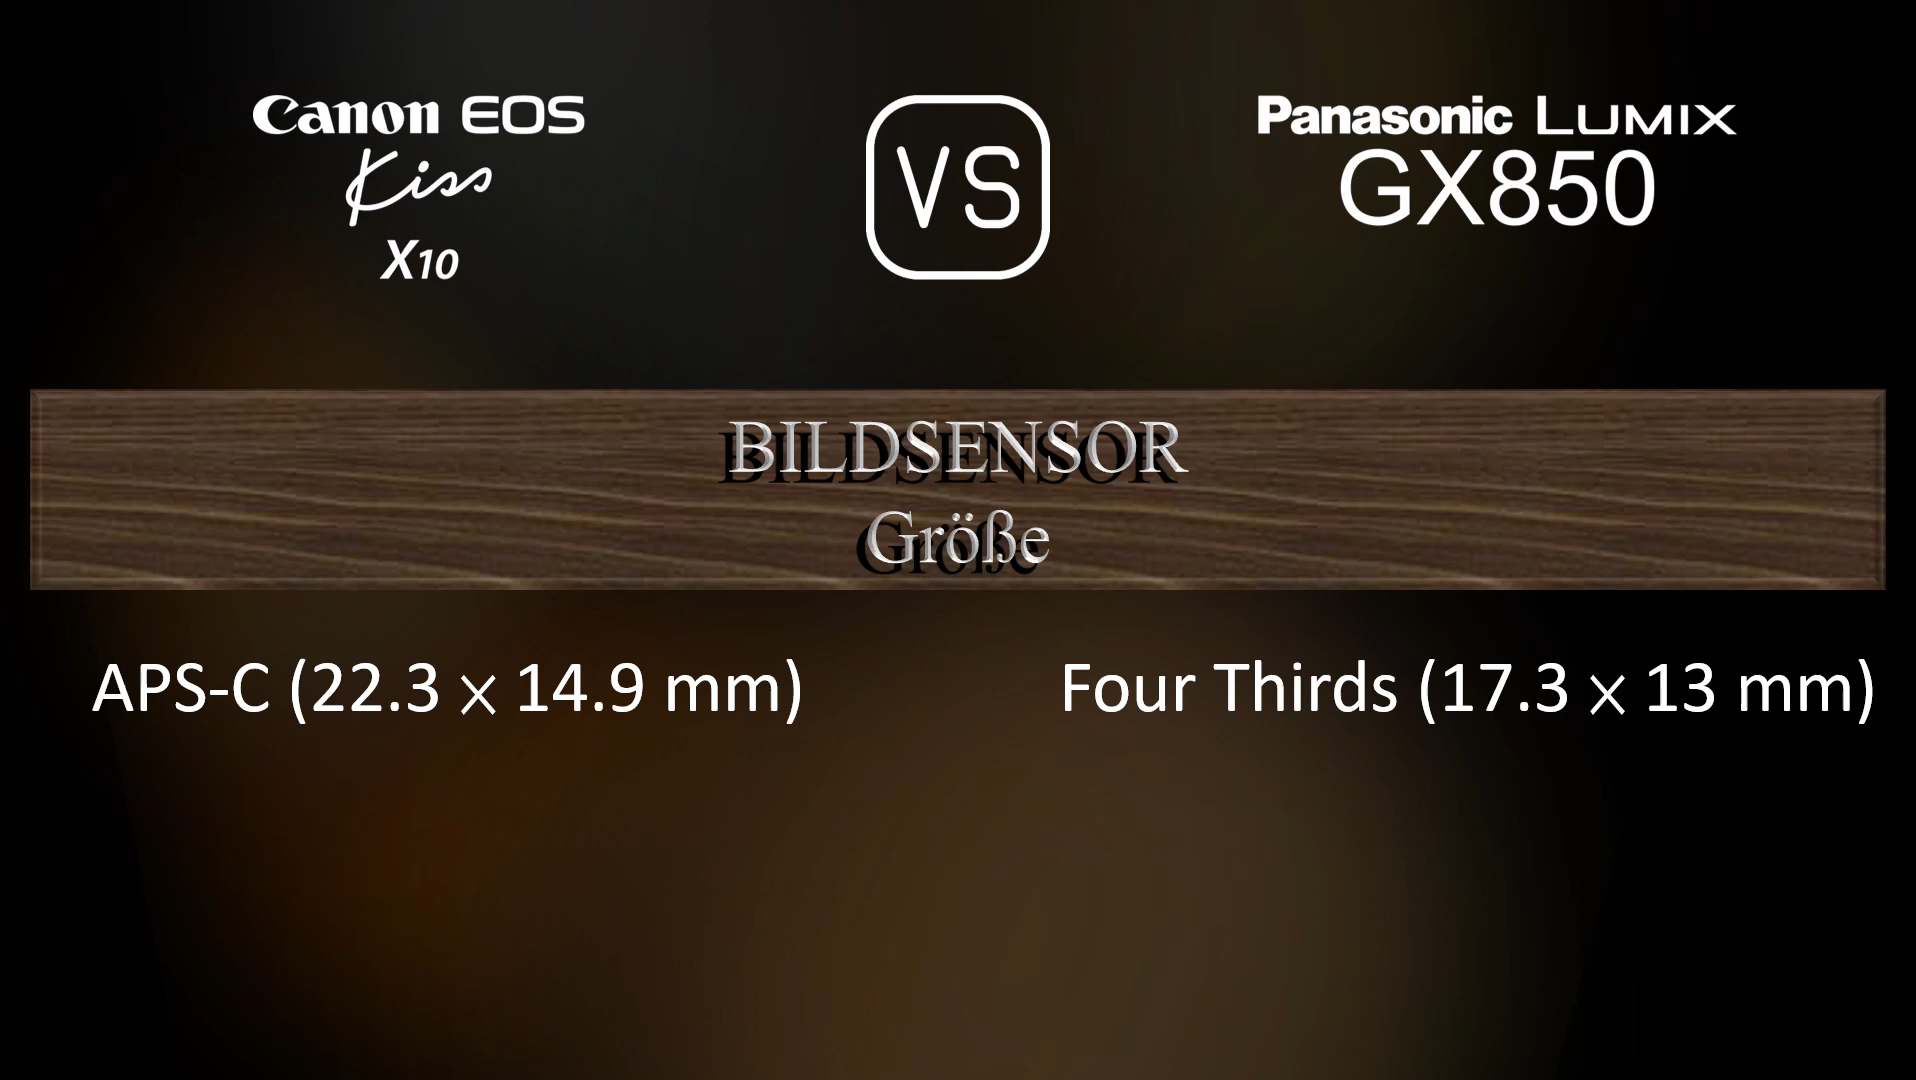 Canon EOS
Kiss
X10
VS
Panasonic LUMIX
GX850
BILDSENSOR
Größe
APS-C (22.3 x 14.9 mm)
Four Thirds (17.3 x 13 mm)